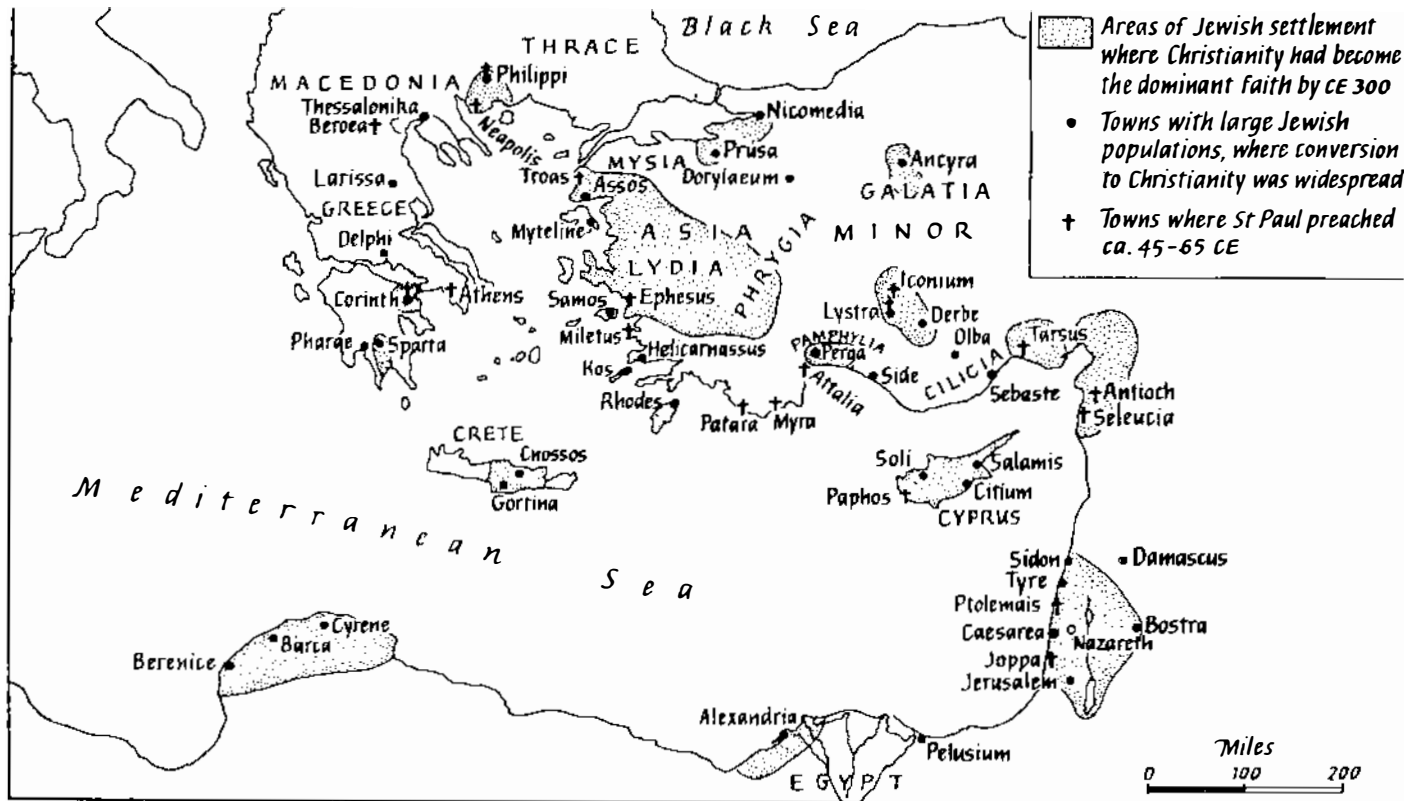 Black Sea
THRACE
MACEDONIA
Philippi
Thessalonika
Beroea
Neapolis
Nicomedia
MYSIA
Prusa
Troas
Assos
Dorylaeum
Ancyra
GALATIA
Larissa
GREECE
Myteline
ASIA
MINOR
Delphi
LYDIA
PHRYGIA
Corinth
Athens
Samos
Ephesus
Iconium
Lystra
Derbe
Miletus
Olba
Tarsus
Pharae
Sparta
Helicarnassus
PAMPHYLIA
Perga
Kos
Attalia
Side
CILICIA
Sebaste
Antioch
Rhodes
Patara
Myra
Seleucia
CRETE
Cnossos
Gortina
Soli
Salamis
Paphos
Citium
CYPRUS
Mediterranean
Sea
Sidon
Damascus
Tyre
Ptolemais
Cyrene
Barca
Caesarea
Nazareth
Bostra
Berenice
Joppa
Jerusalem
Alexandria
Pelusium
EGYPT
Areas of Jewish settlement
where Christianity had become
the dominant faith by CE 300
Towns with large Jewish
populations, where conversion
to Christianity was widespread
Towns where St Paul preached
ca. 45-65 CE
Miles
0 100 200